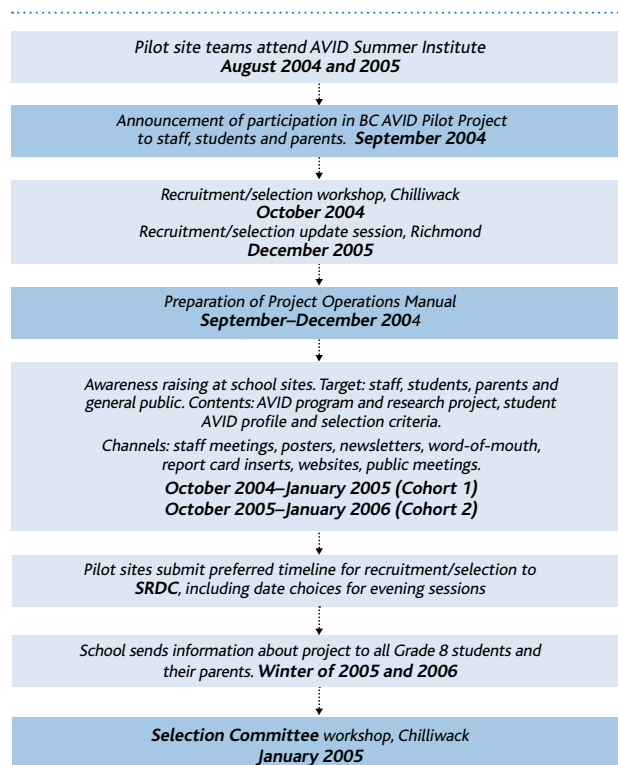 Pilot site teams attend AVID Summer Institute
August 2004 and 2005
Announcement of participation in BC AVID Pilot Project
to staff, students and parents. September 2004
Recruitment/selection workshop, Chilliwack
October 2004
Recruitment/selection update session, Richmond
December 2005
Preparation of Project Operations Manual
September–December 2004
Awareness raising at school sites. Target: staff, students, parents and
general public. Contents: AVID program and research project, student
AVID profile and selection criteria.
Channels: staff meetings, posters, newsletters, word-of-mouth,
report card inserts, websites, public meetings.
October 2004–January 2005 (Cohort 1)
October 2005–January 2006 (Cohort 2)
Pilot sites submit preferred timeline for recruitment/selection to
SRDC, including date choices for evening sessions
School sends information about project to all Grade 8 students and
their parents. Winter of 2005 and 2006
Selection Committee workshop, Chilliwack
January 2005